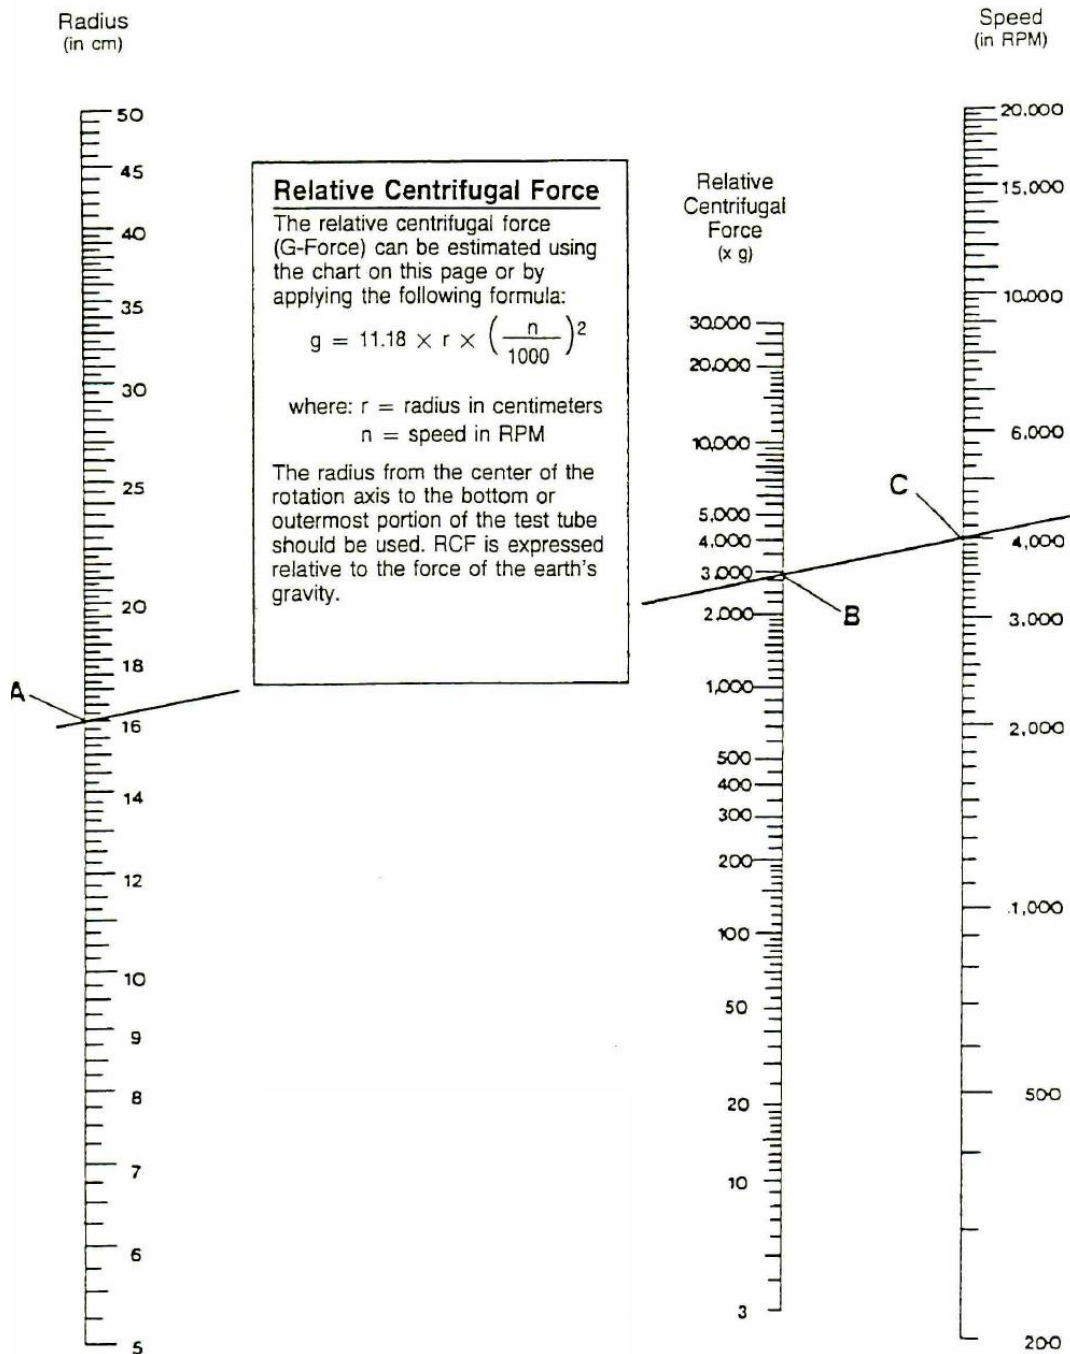 Radius
(in cm)
50
45
40
35
30
25
20
18
16
14
12
10
9
8
7
6
5
A
Relative Centrifugal Force
The relative centrifugal force
(G-Force) can be estimated using
the chart on this page or by
applying the following formula:
g = 11.18 × r × (n/1000)²
where: r = radius in centimeters
n = speed in RPM
The radius from the center of the
rotation axis to the bottom or
outermost portion of the test tube
should be used. RCF is expressed
relative to the force of the earth's
gravity.
Relative
Centrifugal
Force
(x g)
30,000
20,000
10,000
5,000
4,000
3,000
2,000
1,000
500
400
300
200
100
50
20
10
3
B
Speed
(in RPM)
20,000
15,000
10,000
6,000
4,000
3,000
2,000
1,000
500
200
C